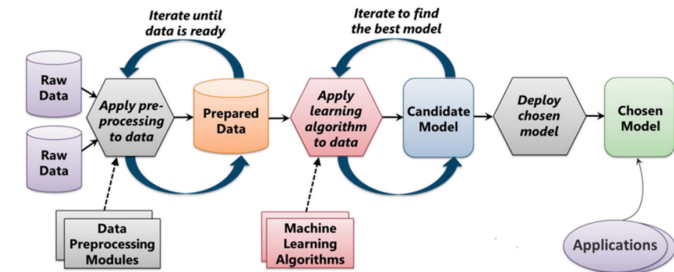 Iterate until
data is ready
Iterate to find
the best model
Raw
Data
Raw
Data
Apply pre-
processing
to data
Prepared
Data
Apply
learning
algorithm
to data
Candidate
Model
Deploy
chosen
model
Chosen
Model
Data
Preprocessing
Modules
Machine
Learning
Algorithms
Applications